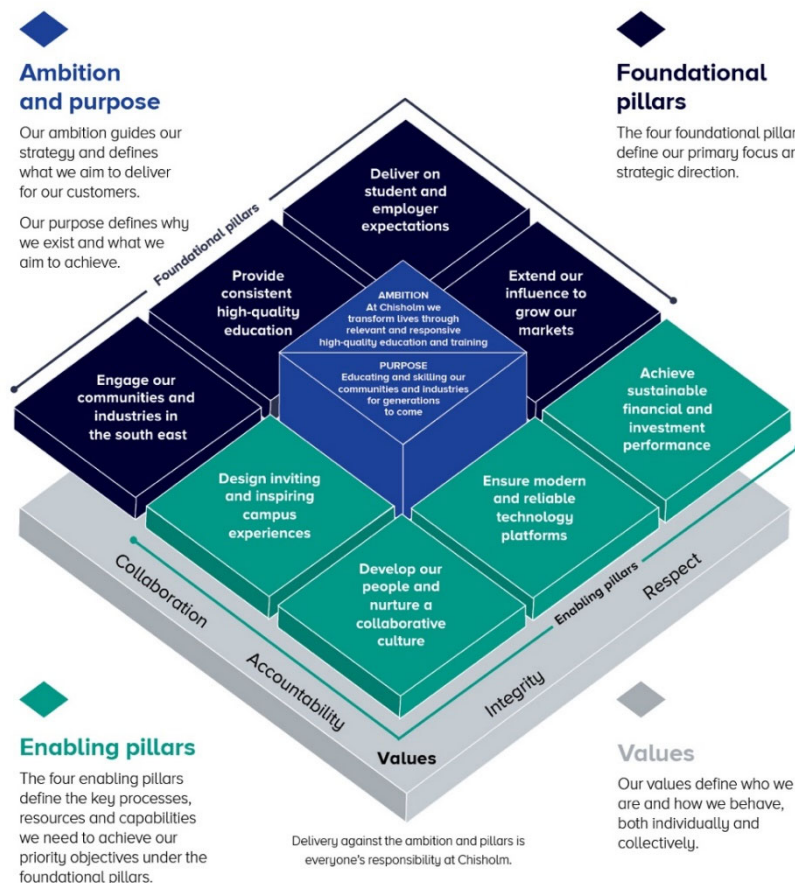 Ambition
and purpose
Our ambition guides our
strategy and defines
what we aim to deliver
for our customers.
Our purpose defines why
we exist and what we
aim to achieve.
Foundational
pillars
The four foundational
define our primary focus
strategic direction.
Foundational pillars
Deliver on
student and
employer
expectations
Provide
consistent
high-quality
education
Extend our
influence to
grow our
markets
Engage our
communities and
industries in
the south east
AMBITION
At Chisholm we
transform lives through
relevant and responsive
high-quality education and training
PURPOSE
Educating and skilling our
communities and industries
for generations
to come
Achieve
sustainable
financial and
investment
performance
Design inviting
and inspiring
campus
experiences
Ensure modern
and reliable
technology
platforms
Develop our
people and
nurture a
collaborative
culture
Enabling pillars
Collaboration
Accountability
Values
Integrity
Respect
Enabling pillars
The four enabling pillars
define the key processes,
resources and capabilities
we need to achieve our
priority objectives under the
foundational pillars.
Delivery against the ambition and pillars is
everyone's responsibility at Chisholm.
Values
Our values define who we
are and how we behave,
both individually and
collectively.